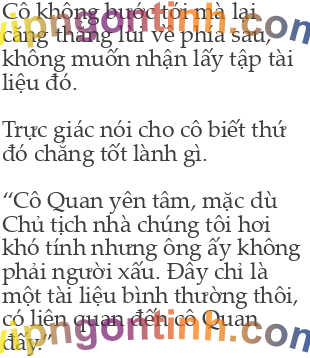 Cô không bước tới mà lại
căng thẳng lùi về phía sau,
không muốn nhận lấy tập tài
liệu đó.
Trực giác nói cho cô biết thứ
đó chẳng tốt lành gì.
“Cô Quan yên tâm, mặc dù
Chủ tịch nhà chúng tôi hơi
khó tính nhưng ông ấy không
phải người xấu. Đây chỉ là
một tài liệu bình thường thôi,
có liên quan đến cô Quan
đây.”
vipngontinh.com
vipngontinh.com